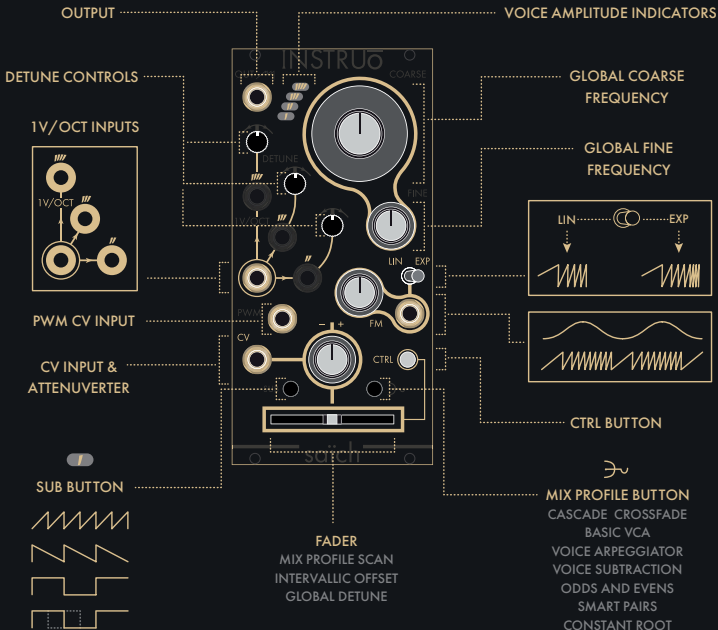 OUTPUT
VOICE AMPLITUDE INDICATORS
INSTRUō
DETUNE CONTROLS
COARSE
GLOBAL COARSE
FREQUENCY
1V/OCT INPUTS
GLOBAL FINE
FREQUENCY
DETUNE
FINE
1V/OCT
1V/OCT
LIN
EXP
LIN EXP
PWM CV INPUT
PWM
FM
- +
CV
CV INPUT &
ATTENUVERTER
CTRL
CTRL BUTTON
saïch
SUB BUTTON
MIX PROFILE BUTTON
CASCADE CROSSFADE
BASIC VCA
VOICE ARPEGGIATOR
VOICE SUBTRACTION
ODDS AND EVENS
SMART PAIRS
CONSTANT ROOT
FADER
MIX PROFILE SCAN
INTERVALLIC OFFSET
GLOBAL DETUNE